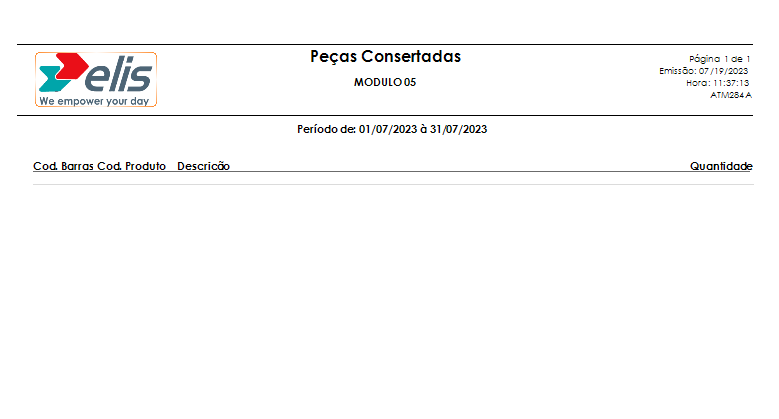 Peças Consertadas
MODULO 05
elis
We empower your day
Página 1 de 1
Emissão: 07/19/2023
Hora: 11:37:13
ATM284A
Período de: 01/07/2023 à 31/07/2023
Cod. Barras Cod. Produto Descricão Quantidade